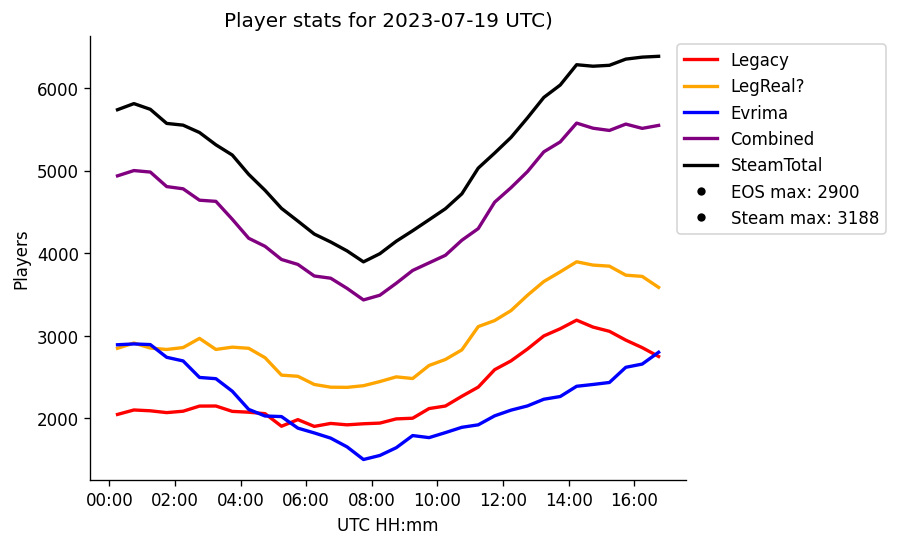 Player stats for 2023-07-19 UTC)
Legacy
LegReal?
Evrima
Combined
SteamTotal
EOS max: 2900
Steam max: 3188
Players
6000
5000
4000
3000
2000
00:00 02:00 04:00 06:00 08:00 10:00 12:00 14:00 16:00
UTC HH:mm